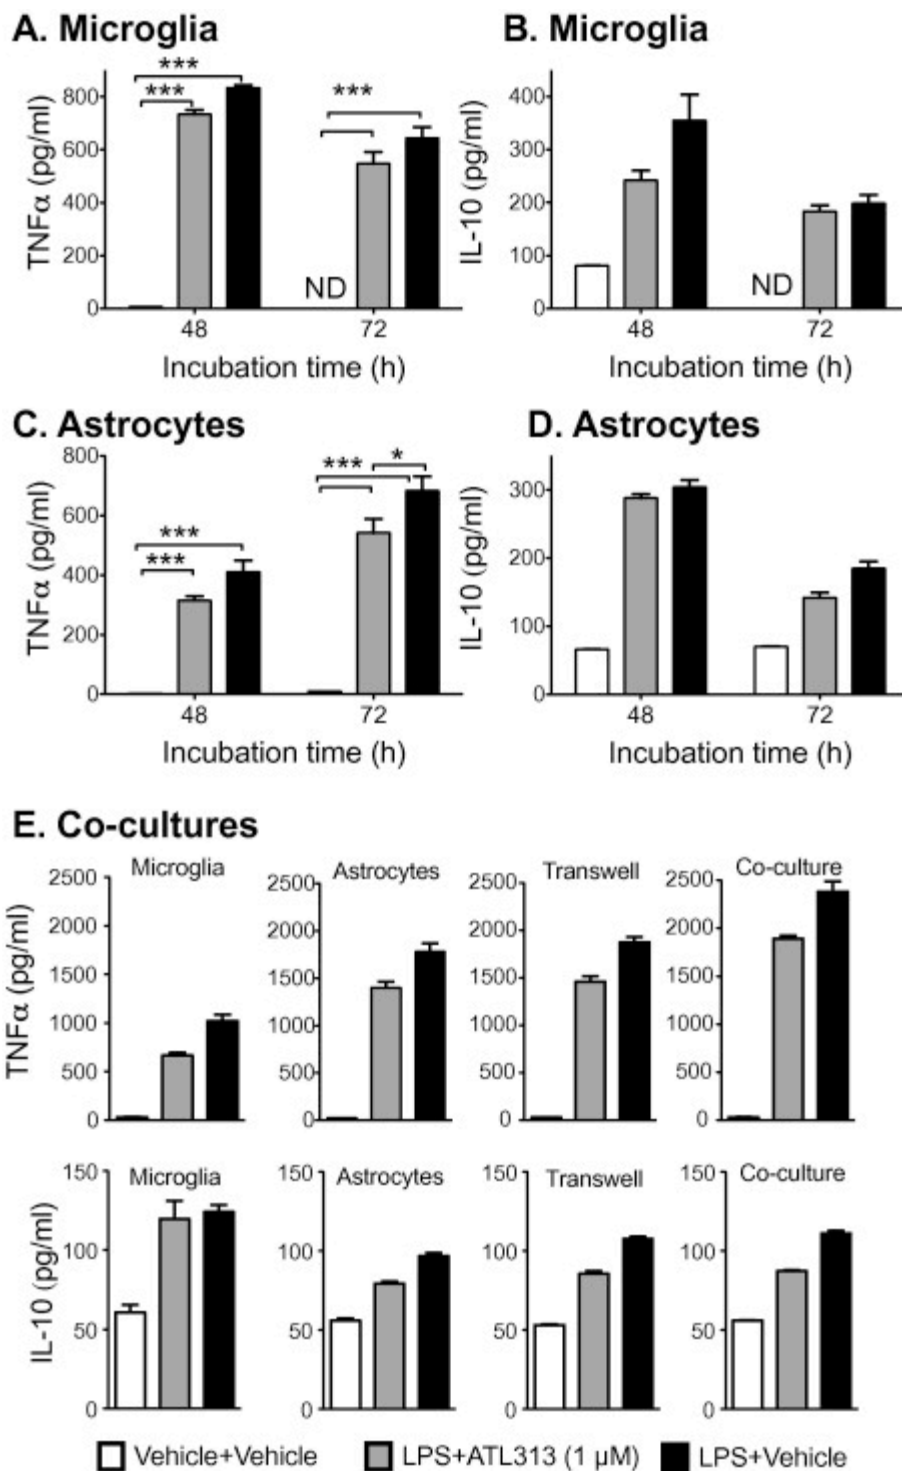 A. Microglia
B. Microglia
TNFα (pg/ml)
800
600
400
200
0
***
***
***
ND
48
72
Incubation time (h)
IL-10 (pg/ml)
400
300
200
100
0
ND
48
72
Incubation time (h)
C. Astrocytes
D. Astrocytes
TNFα (pg/ml)
800
600
400
200
0
***
***
***
*
48
72
Incubation time (h)
IL-10 (pg/ml)
300
200
100
0
48
72
Incubation time (h)
E. Co-cultures
TNFα (pg/ml)
Microglia
2500
2000
1500
1000
500
0
Astrocytes
2500
2000
1500
1000
500
0
Transwell
2500
2000
1500
1000
500
0
Co-culture
2500
2000
1500
1000
500
0
IL-10 (pg/ml)
Microglia
150
100
50
0
Astrocytes
150
100
50
0
Transwell
150
100
50
0
Co-culture
150
100
50
0
Vehicle+Vehicle
LPS+ATL313 (1 µM)
LPS+Vehicle